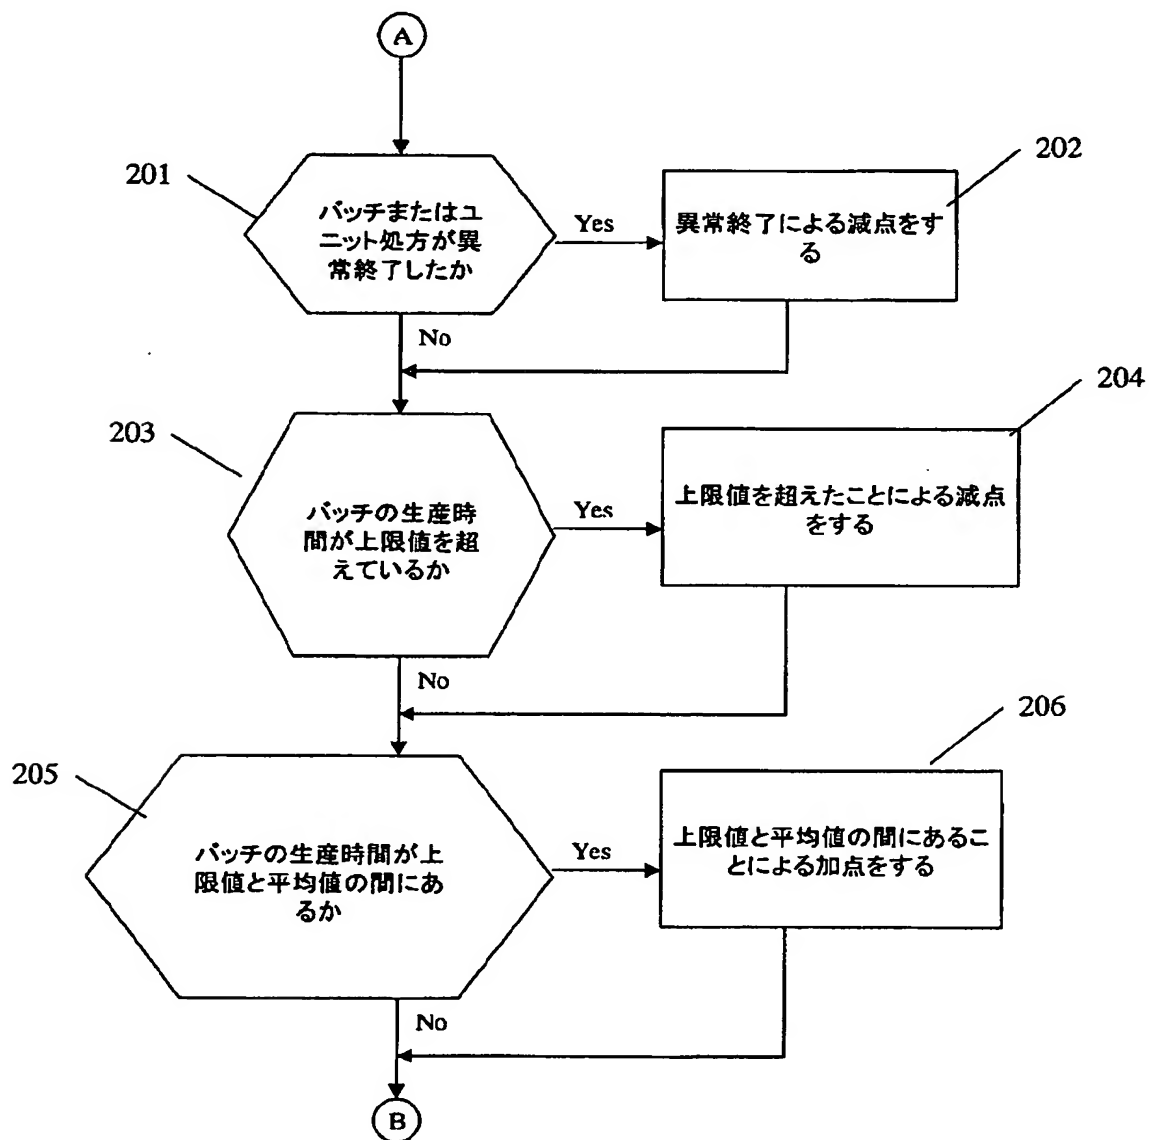 A
201
バッチまたはユ
ニット処方が異
常終了したか
Yes
202
異常終了による減点をす
る
No
203
バッチの生産時
間が上限値を超
えているか
Yes
204
上限値を超えたことによる減点
をする
No
205
バッチの生産時間が上
限値と平均値の間にあ
るか
Yes
206
上限値と平均値の間にあるこ
とによる加点をする
No
B